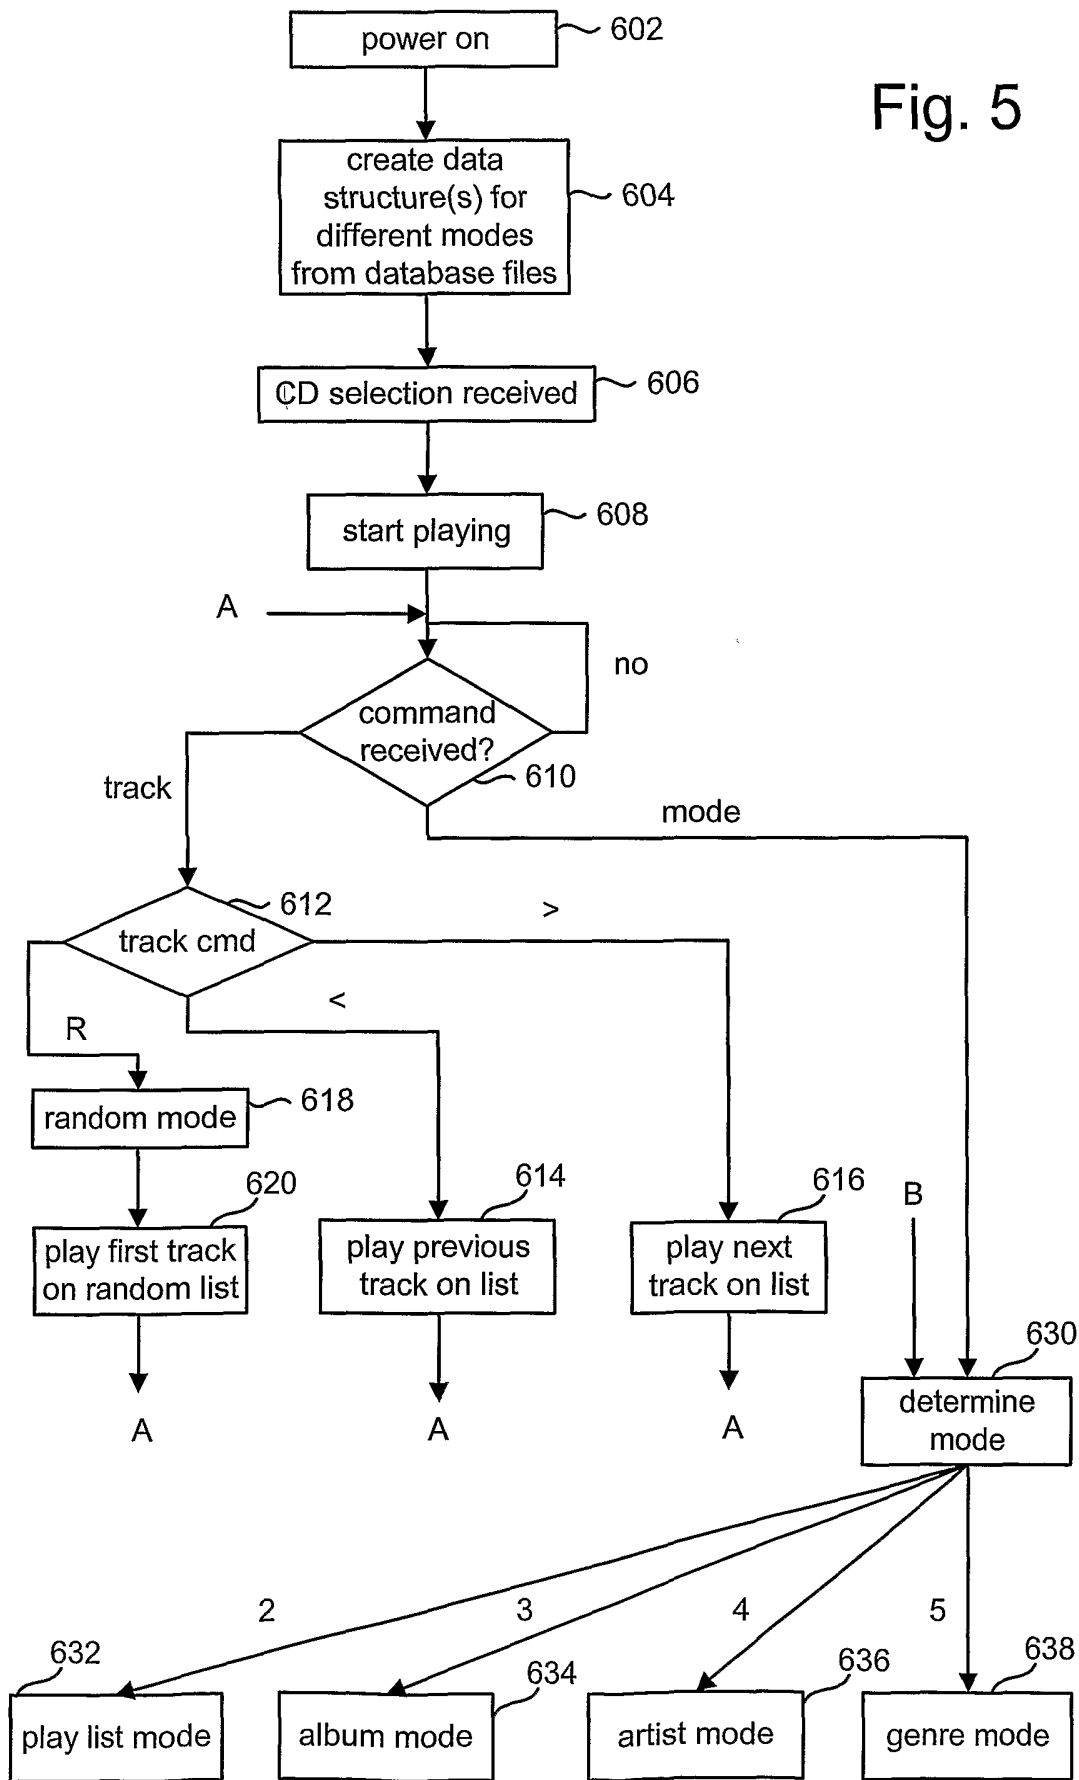 power on
602
Fig. 5
create data
structure(s) for
different modes
from database files
604
CD selection received
606
start playing
608
A
no
command
received?
610
track
mode
612
track cmd
>
<
R
random mode
618
620
614
616
B
play first track
on random list
play previous
track on list
play next
track on list
630
determine
mode
A
A
A
2
3
4
5
632
634
636
638
play list mode
album mode
artist mode
genre mode